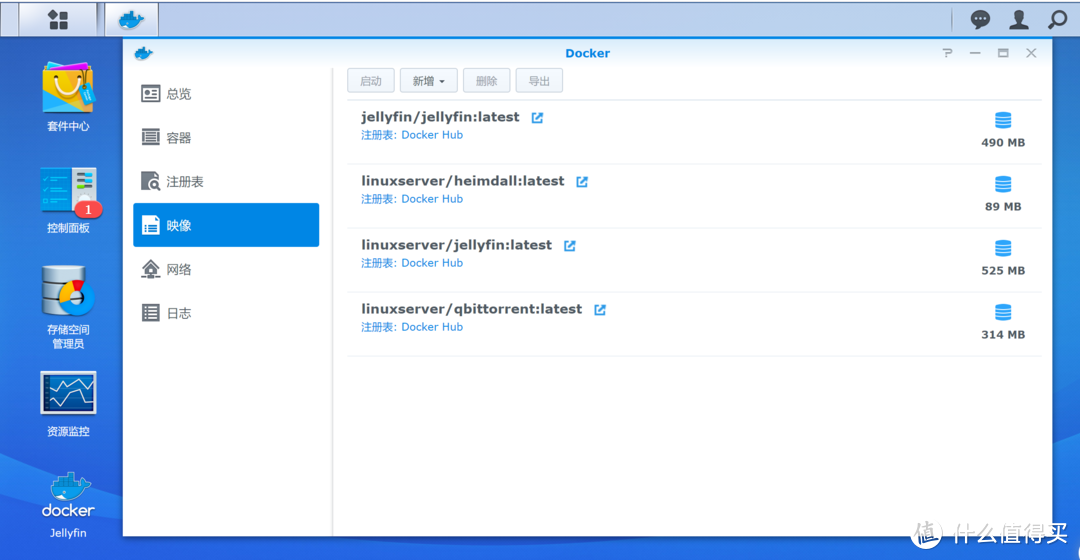 Docker
套件中心
控制面板
1
存储空间
管理员
资源监控
docker
Jellyfin
总览
容器
注册表
映像
网络
日志
启动
新增
删除
导出
jellyfin/jellyfin:latest
注册表: Docker Hub
490 MB
linuxserver/heimdall:latest
注册表: Docker Hub
89 MB
linuxserver/jellyfin:latest
注册表: Docker Hub
525 MB
linuxserver/qbittorrent:latest
注册表: Docker Hub
314 MB
值 什么值得买